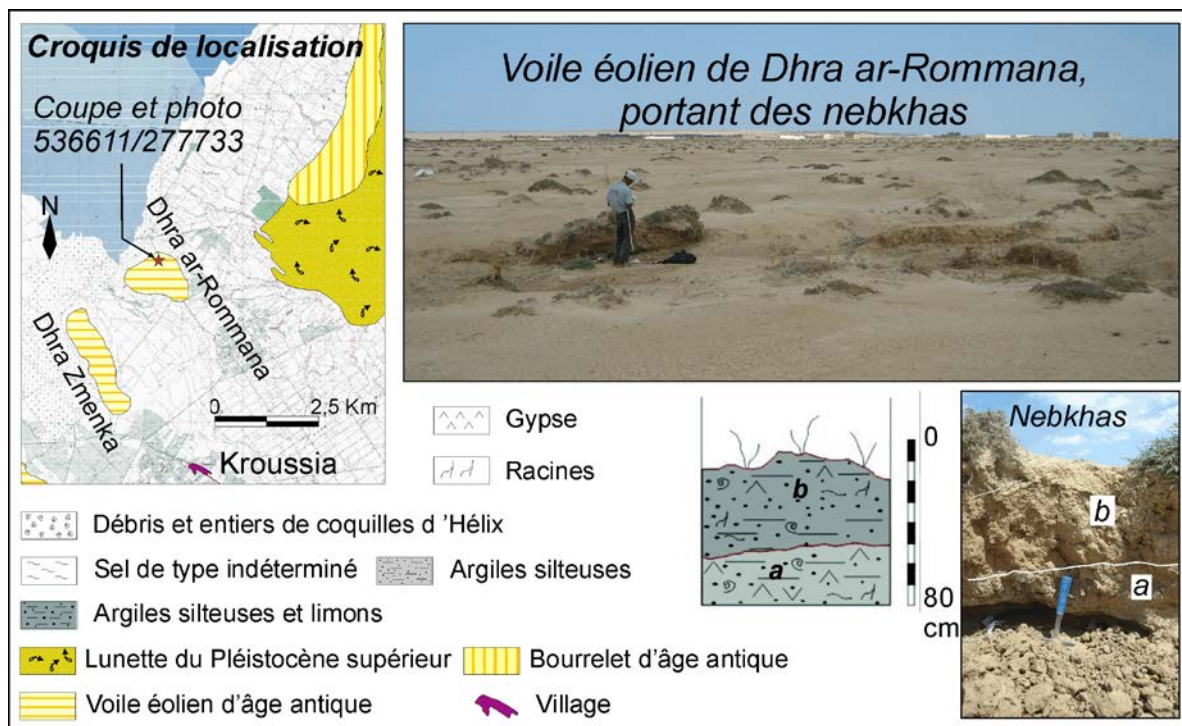 Croquis de localisation
Coupe et photo
536611/277733
N
Dhra ar-Rommana
Dhra Zmenka
0
2,5 Km
Kroussia
Voile éolien de Dhra ar-Rommana,
portant des nebkhas
Gypse
Racines
b
a
0
80
cm
Nebkhas
b
a
Débris et entiers de coquilles d 'Hélix
Sel de type indéterminé
Argiles silteuses
Argiles silteuses et limons
Lunette du Pléistocène supérieur
Bourrelet d'âge antique
Voile éolien d'âge antique
Village